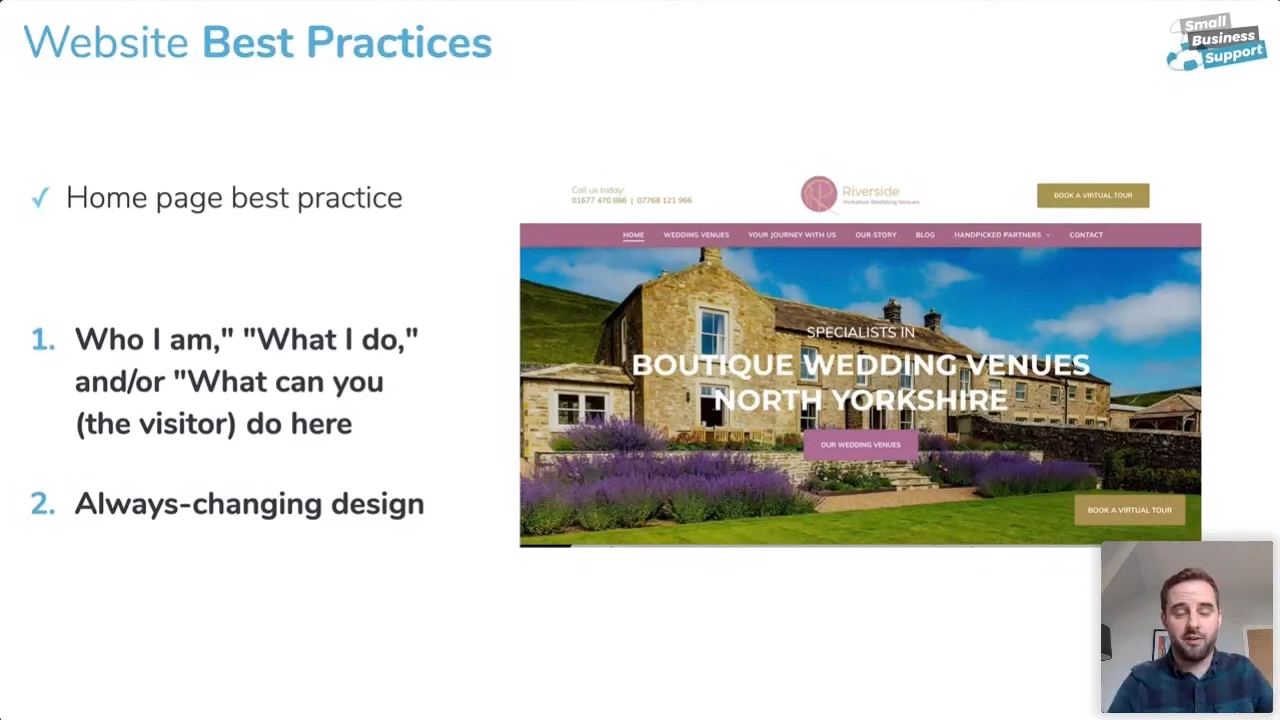 Website Best Practices
Small
Business
Support
✓ Home page best practice
1. Who I am," "What I do,"
and/or "What can you
(the visitor) do here
2. Always-changing design
Call us today:
01677 470 886 | 07768 121 966
Riverside
Yorkshire Wedding Venues
BOOK A VIRTUAL TOUR
HOME WEDDING VENUES YOUR JOURNEY WITH US OUR STORY BLOG HANDPICKED PARTNERS CONTACT
SPECIALISTS IN
BOUTIQUE WEDDING VENUES
NORTH YORKSHIRE
OUR WEDDING VENUES
BOOK A VIRTUAL TOUR